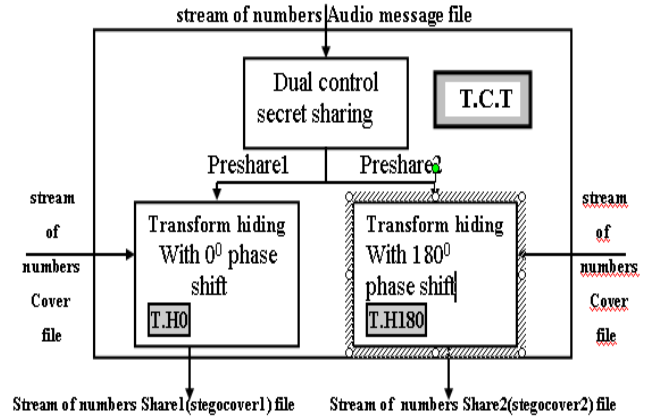 stream of numbers Audio message file
Dual control
secret sharing
T.C.T
Preshare1
Preshare2
stream
of
numbers
Cover
file
Transform hiding
With 0⁰ phase
shift
T.H0
Transform hiding
With 180⁰
phase shift
T.H180
stream
of
numbers
Cover
file
Stream of numbers Share1(stegocover1) file
Stream of numbers Share2(stegocover2) file